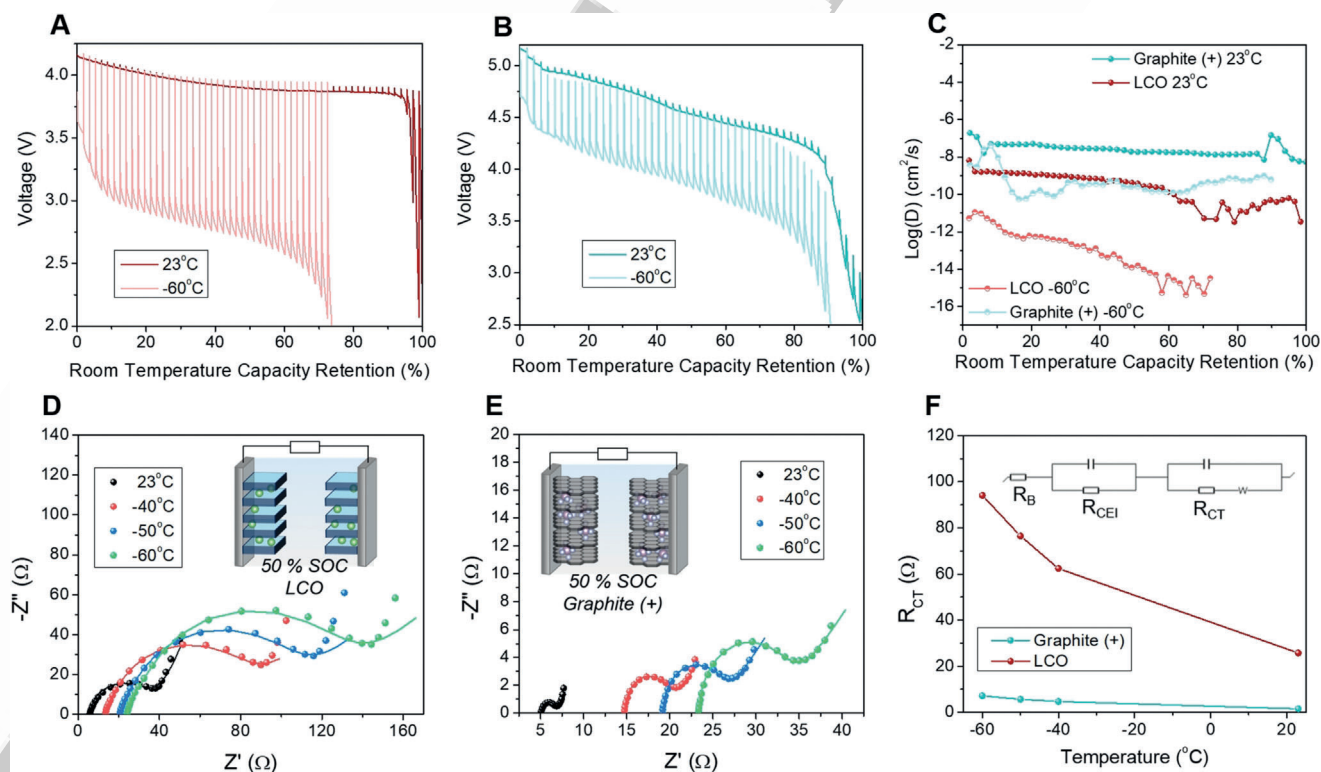 A
Voltage (V)
4.0
3.5
3.0
2.5
2.0
23°C
-60°C
0
20
40
60
80
100
Room Temperature Capacity Retention (%)
B
Voltage (V)
5.0
4.5
4.0
3.5
3.0
2.5
23°C
-60°C
0
20
40
60
80
100
Room Temperature Capacity Retention (%)
C
Log(D) (cm²/s)
-2
-4
-6
-8
-10
-12
-14
-16
Graphite (+) 23°C
LCO 23°C
LCO -60°C
Graphite (+) -60°C
0
20
40
60
80
100
Room Temperature Capacity Retention (%)
D
-Z'' (Ω)
140
120
100
80
60
40
20
0
23°C
-40°C
-50°C
-60°C
50 % SOC
LCO
0
40
80
120
160
Z' (Ω)
E
-Z'' (Ω)
20
18
16
14
12
10
8
6
4
2
0
50 % SOC
Graphite (+)
23°C
-40°C
-50°C
-60°C
5
10
15
20
25
30
35
40
Z' (Ω)
F
R_CT (Ω)
120
100
80
60
40
20
0
R_B
R_CEI
R_CT
W
Graphite (+)
LCO
-60
-40
-20
0
20
Temperature (°C)